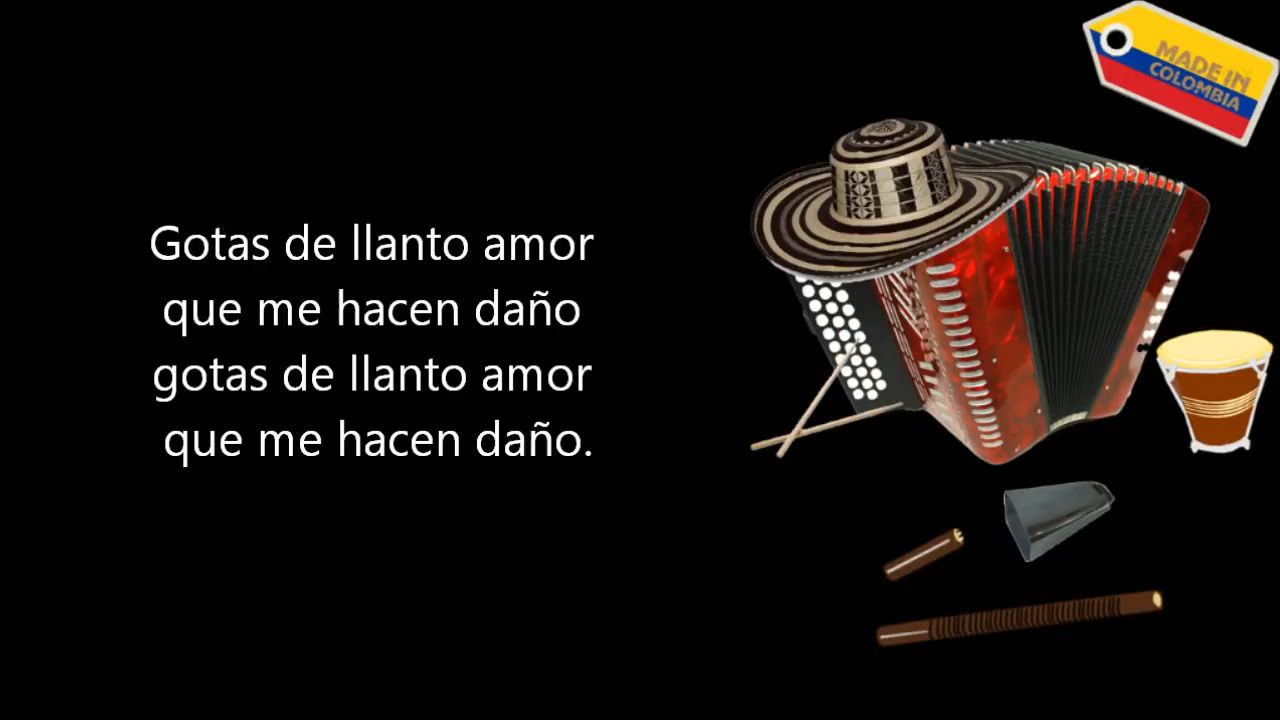 Gotas de llanto amor
que me hacen daño
gotas de llanto amor
que me hacen daño.
MADE IN
COLOMBIA